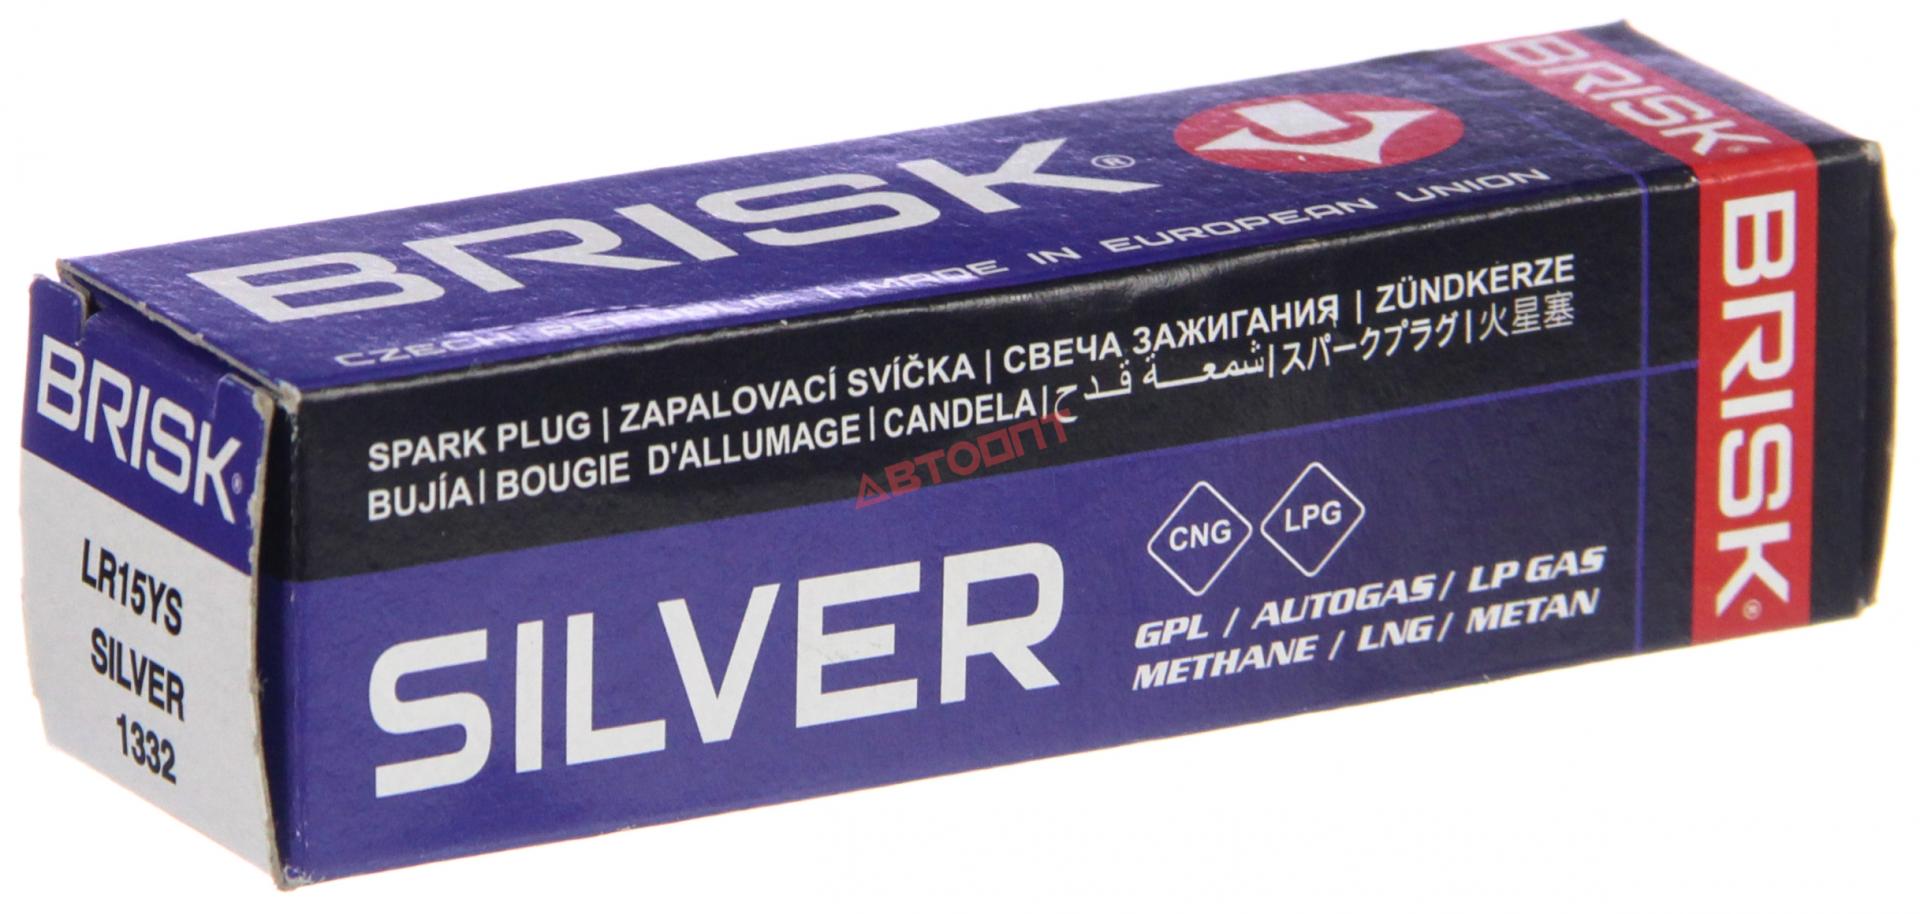 BRISK®
CZECH REPUBLIC | MADE IN EUROPEAN UNION
BRISK®
SPARK PLUG | ZAPALOVACÍ SVÍČKA | СВЕЧА ЗАЖИГАНИЯ | ZÜNDKERZE
BUJÍA | BOUGIE D'ALLUMAGE | CANDELA | شمعـــة قدح | スパークプラグ | 火星塞
АВТООПТ
SILVER
CNG
LPG
GPL / AUTOGAS / LP GAS
METHANE / LNG / METAN
BRISK®
BRISK®
LR15YS
SILVER
1332